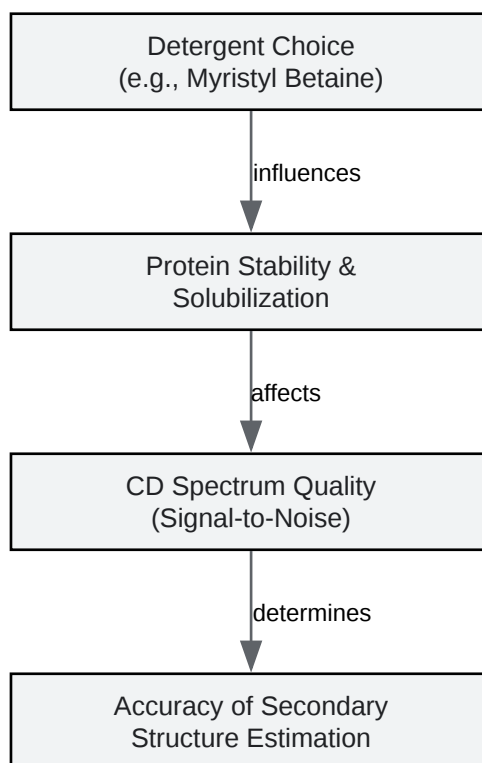 Detergent Choice
(e.g., Myristyl Betaine)
influences
Protein Stability &
Solubilization
affects
CD Spectrum Quality
(Signal-to-Noise)
determines
Accuracy of Secondary
Structure Estimation